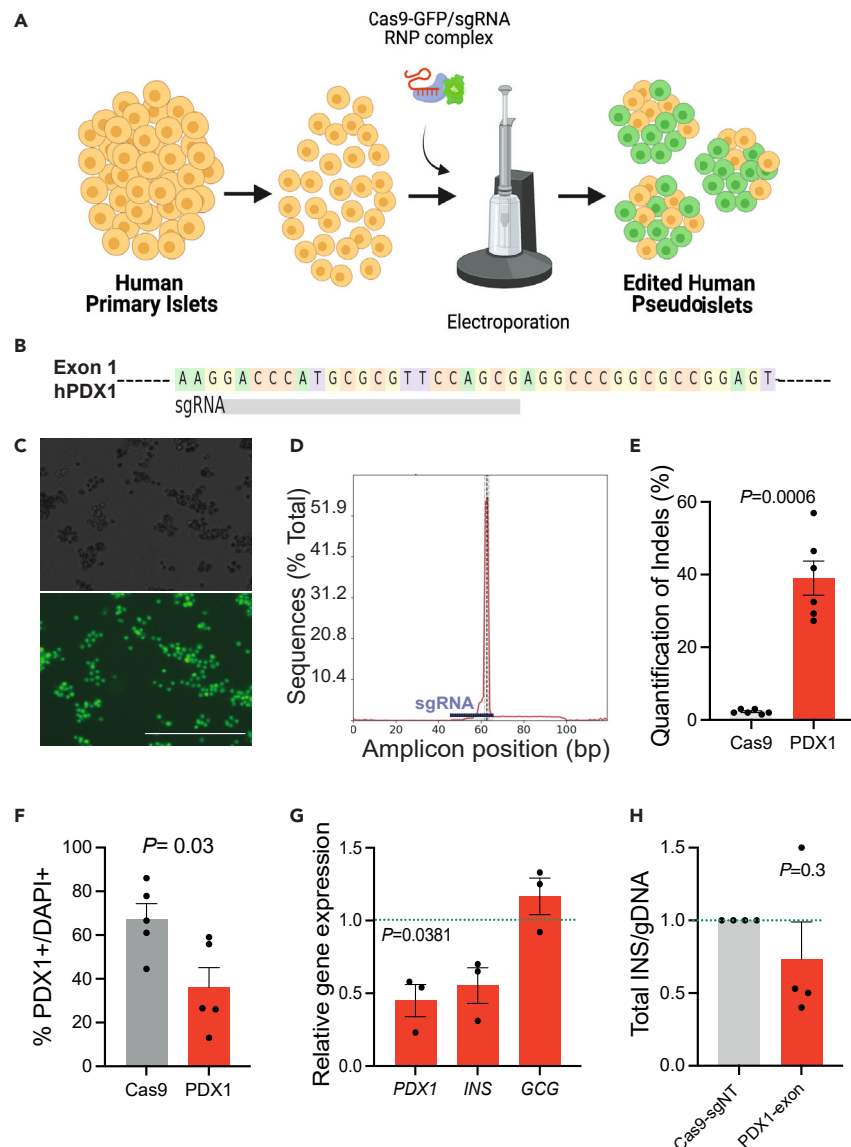 A
Cas9-GFP/sgRNA
RNP complex
Human
Primary Islets
Electroporation
Edited Human
Pseudoislets
B
Exon 1
hPDX1
A A G G A C C C A T G C G C G T T C C A G C G A G G C C C G G C G C C G G A G T
sgRNA
C
D
Sequences (% Total)
51.9
41.5
31.2
20.8
10.4
sgRNA
0 20 40 60 80 100
Amplicon position (bp)
E
Quantification of Indels (%)
60
40
20
0
P=0.0006
Cas9 PDX1
F
% PDX1+/DAPI+
100
80
60
40
20
0
P= 0.03
Cas9 PDX1
G
Relative gene expression
1.5
1.0
0.5
0.0
P=0.0381
PDX1 INS GCG
H
Total INS/gDNA
1.5
1.0
0.5
0.0
P=0.3
Cas9-sgNT
PDX1-exon